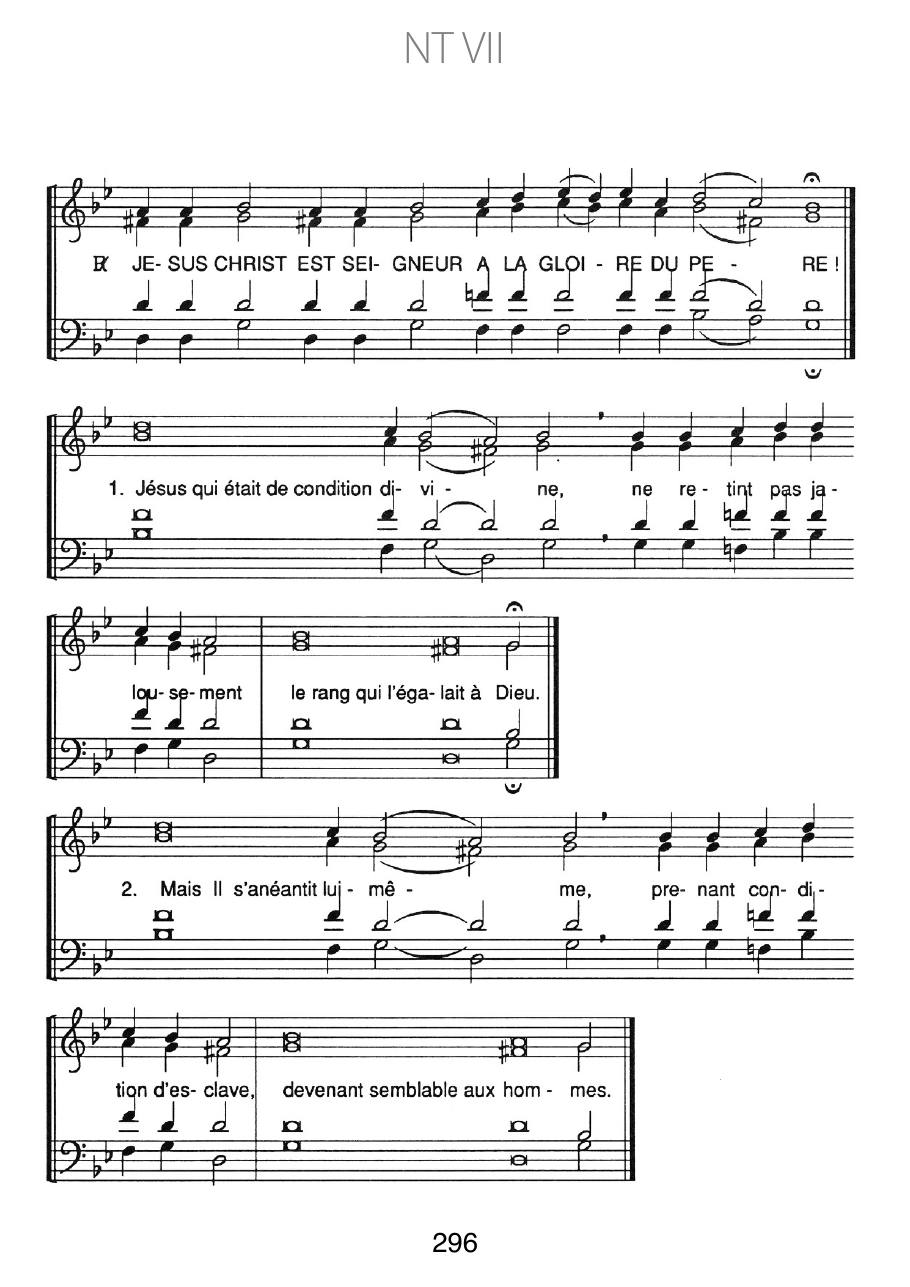 NT VII
℟ JE- SUS CHRIST EST SEI- GNEUR A LA GLOI - RE DU PE - RE !
1. Jésus qui était de condition di- vi - ne, ne re- tint pas ja-
lou- se- ment le rang qui l'éga- lait à Dieu.
2. Mais Il s'anéantit lui- mê - me, pre- nant con- di-
tion d'es- clave, devenant semblable aux hom - mes.
296